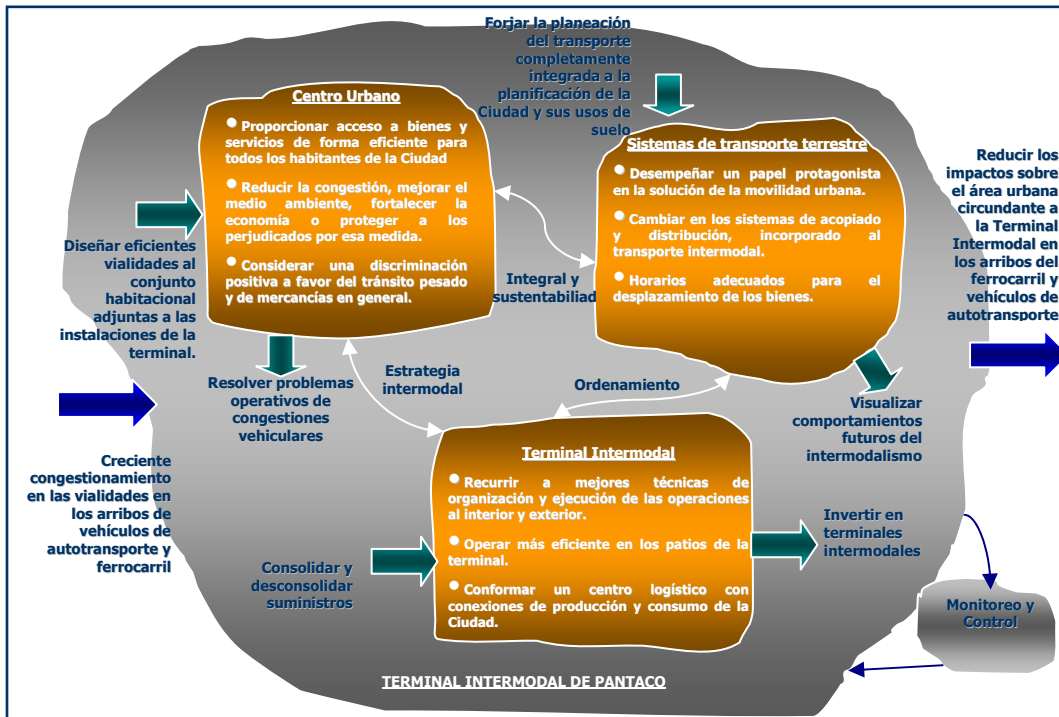 Forjar la planeación
del transporte
completamente
integrada a la
planificación de la
Ciudad y sus usos de
suelo
Centro Urbano
Proporcionar acceso a bienes y
servicios de forma eficiente para
todos los habitantes de la Ciudad
Reducir la congestión, mejorar el
medio ambiente, fortalecer la
economía o proteger a los
perjudicados por esa medida.
Considerar una discriminación
positiva a favor del tránsito pesado
y de mercancías en general.
Sistemas de transporte terrestre
Desempeñar un papel protagonista
en la solución de la movilidad urbana.
Cambiar en los sistemas de acopiado
y distribución, incorporado al
transporte intermodal.
Horarios adecuados para el
desplazamiento de los bienes.
Reducir los
impactos sobre
el área urbana
circundante a
la Terminal
Intermodal en
los arribos del
ferrocarril y
vehículos de
autotransporte
Diseñar eficientes
vialidades al
conjunto
habitacional
adjuntas a las
instalaciones de la
terminal.
Integral y
sustentabiliad
Resolver problemas
operativos de
congestiones
vehiculares
Estrategia
intermodal
Ordenamiento
Visualizar
comportamientos
futuros del
intermodalismo
Creciente
congestionamiento
en las vialidades en
los arribos de
vehículos de
autotransporte y
ferrocarril
Terminal Intermodal
Recurrir a mejores técnicas de
organización y ejecución de las operaciones
al interior y exterior.
Operar más eficiente en los patios de la
terminal.
Conformar un centro logístico con
conexiones de producción y consumo de la
Ciudad.
Consolidar y
desconsolidar
suministros
Invertir en
terminales
intermodales
Monitoreo y
Control
TERMINAL INTERMODAL DE PANTACO